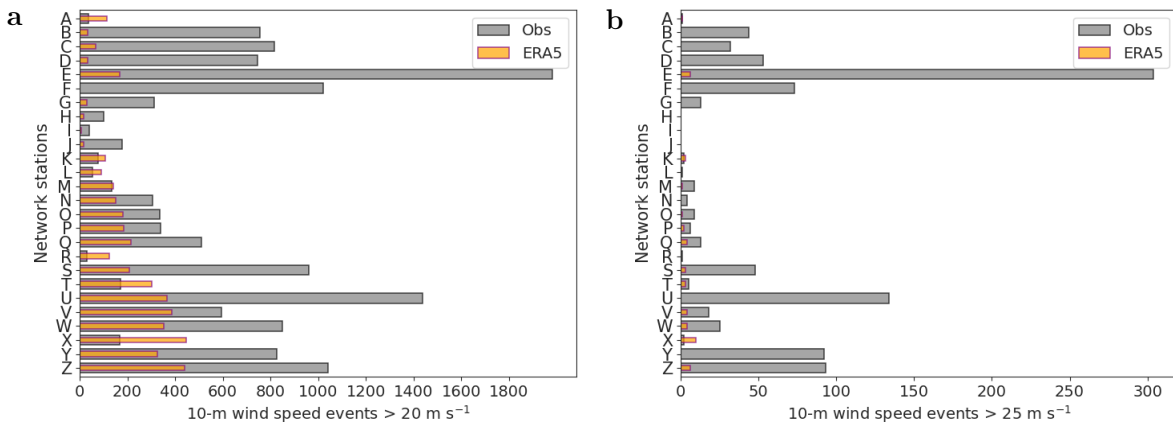 a
Network stations
A
B
C
D
E
F
G
H
I
J
K
L
M
N
O
P
Q
R
S
T
U
V
W
X
Y
Z
Obs
ERA5
0 200 400 600 800 1000 1200 1400 1600 1800
10-m wind speed events > 20 m s⁻¹
b
Network stations
A
B
C
D
E
F
G
H
I
J
K
L
M
N
O
P
Q
R
S
T
U
V
W
X
Y
Z
Obs
ERA5
0 50 100 150 200 250 300
10-m wind speed events > 25 m s⁻¹